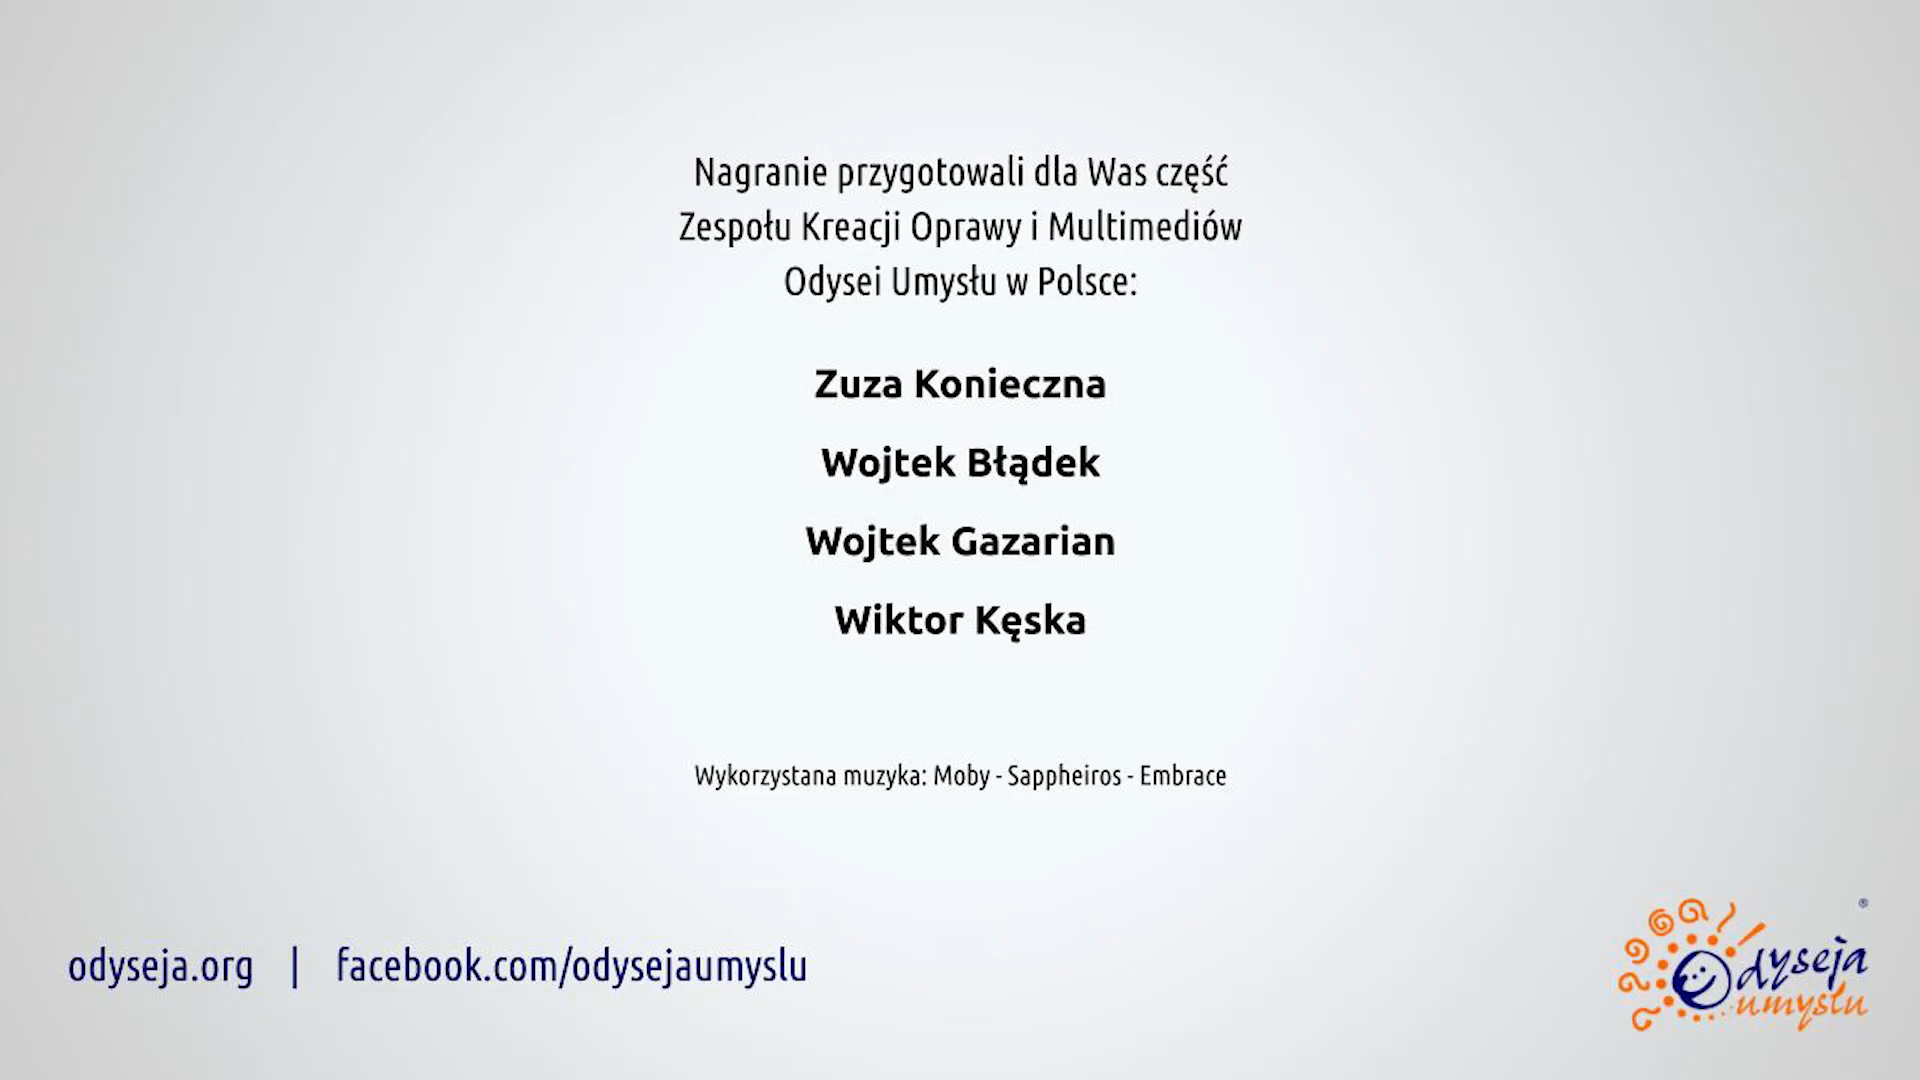 Nagranie przygotowali dla Was część
Zespołu Kreacji Oprawy i Multimediów
Odysei Umysłu w Polsce:
Zuza Konieczna
Wojtek Błądek
Wojtek Gazarian
Wiktor Kęska
Wykorzystana muzyka: Moby - Sappheiros - Embrace
odyseja.org | facebook.com/odysejaumyslu
Odyseja ®
umysłu